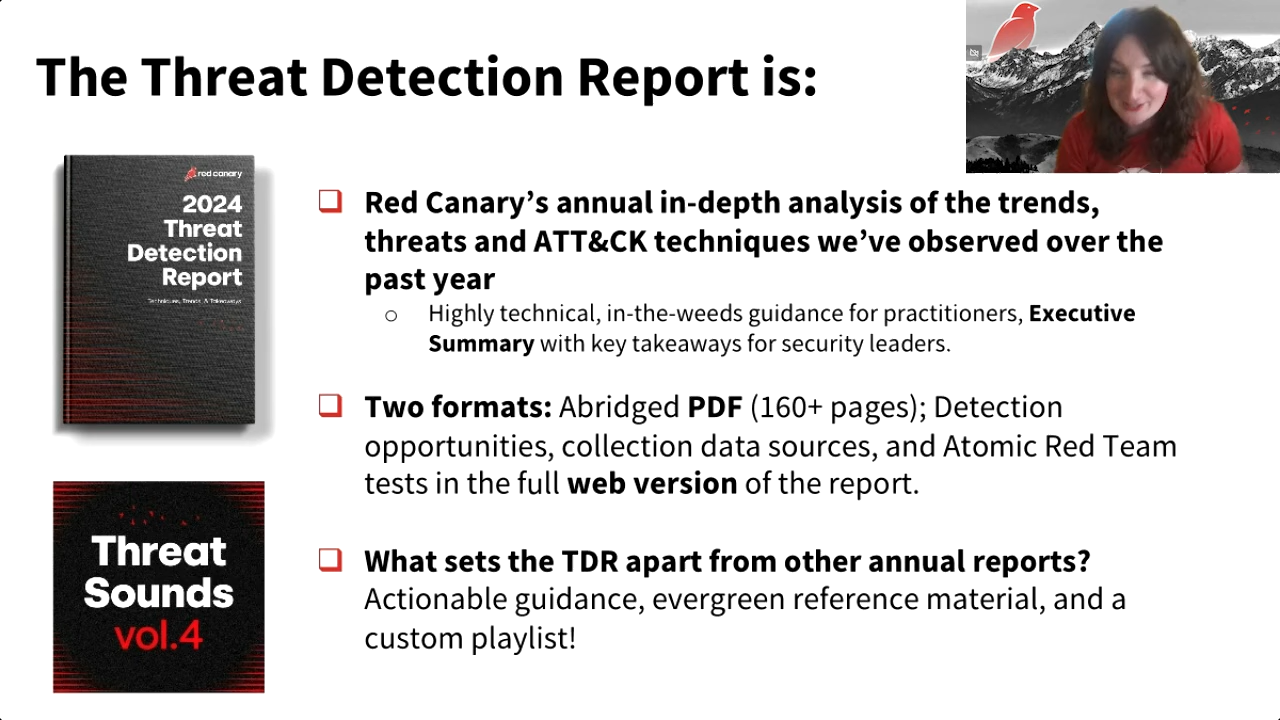 The Threat Detection Report is:
red canary
2024
Threat
Detection
Report
Techniques, Trends, & Takeaways
Red Canary’s annual in-depth analysis of the trends,
threats and ATT&CK techniques we’ve observed over the
past year
Highly technical, in-the-weeds guidance for practitioners, Executive
Summary with key takeaways for security leaders.
Two formats: Abridged PDF (160+ pages); Detection
opportunities, collection data sources, and Atomic Red Team
tests in the full web version of the report.
Threat
Sounds
vol.4
What sets the TDR apart from other annual reports?
Actionable guidance, evergreen reference material, and a
custom playlist!